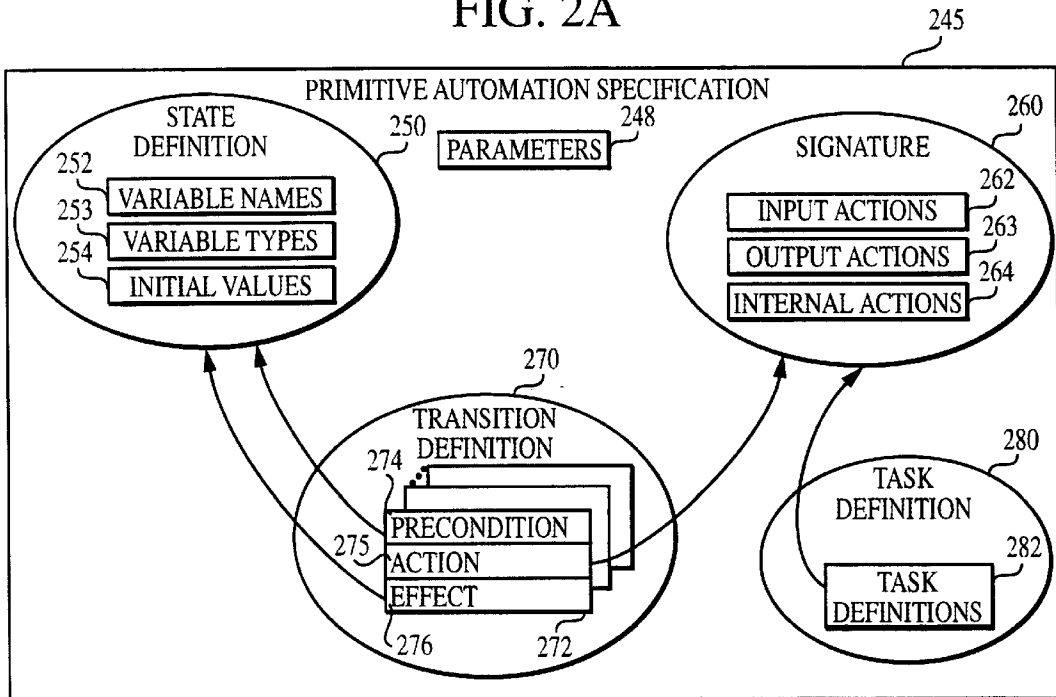 FIG. 2A
245
PRIMITIVE AUTOMATION SPECIFICATION
STATE
DEFINITION
250
252
VARIABLE NAMES
253
VARIABLE TYPES
254
INITIAL VALUES
248
PARAMETERS
260
SIGNATURE
262
INPUT ACTIONS
263
OUTPUT ACTIONS
264
INTERNAL ACTIONS
270
TRANSITION
DEFINITION
274
PRECONDITION
275
ACTION
EFFECT
276
272
280
TASK
DEFINITION
282
TASK
DEFINITIONS